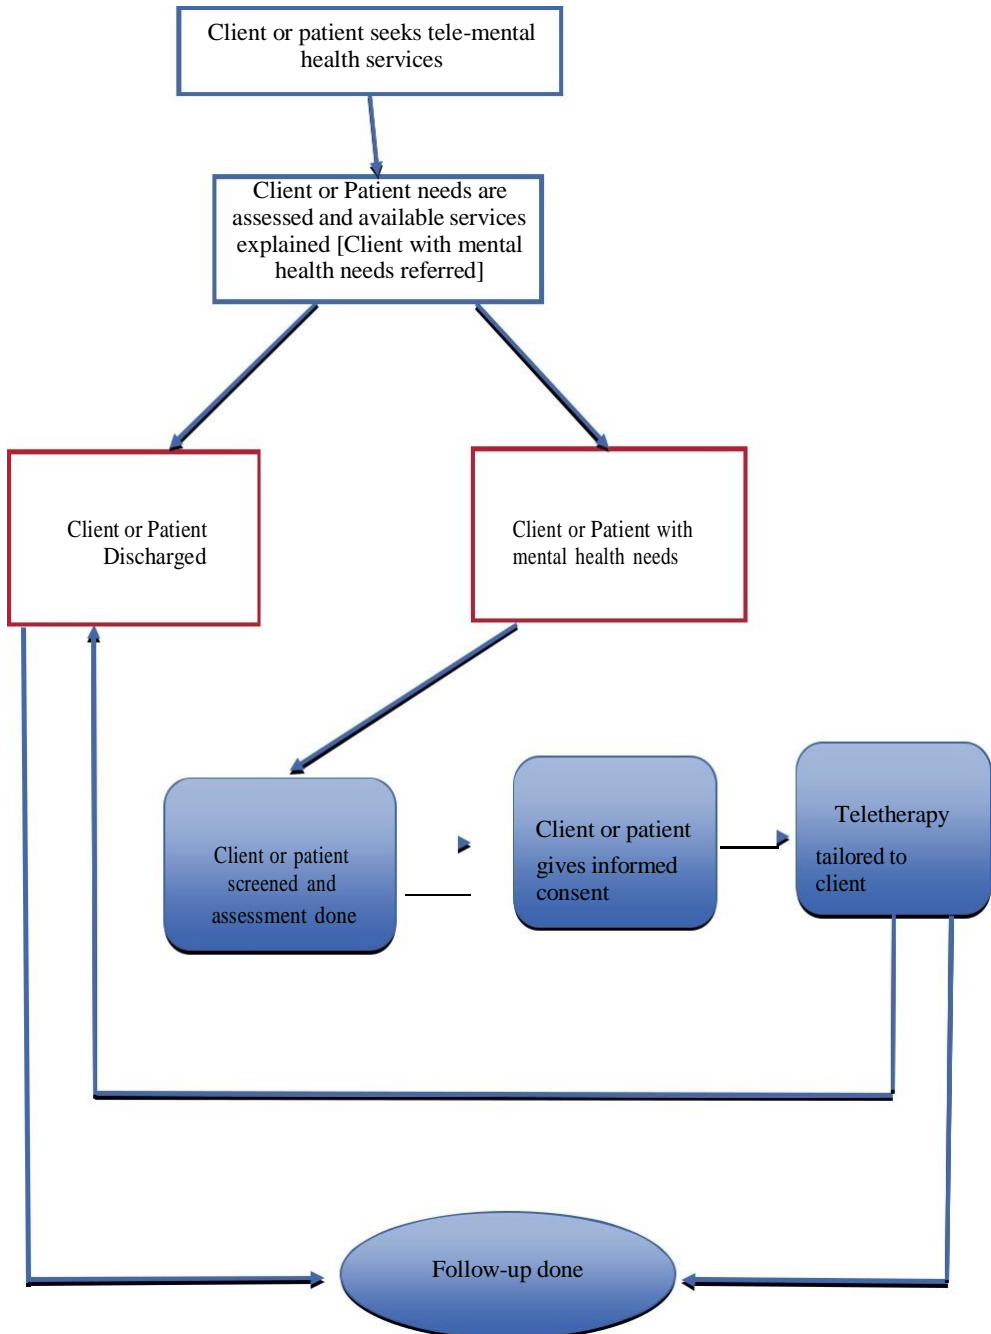 Client or patient seeks tele-mental
health services
Client or Patient needs are
assessed and available services
explained [Client with mental
health needs referred]
Client or Patient
Discharged
Client or Patient with
mental health needs
Client or patient
screened and
assessment done
Client or patient
gives informed
consent
Teletherapy
tailored to
client
Follow-up done